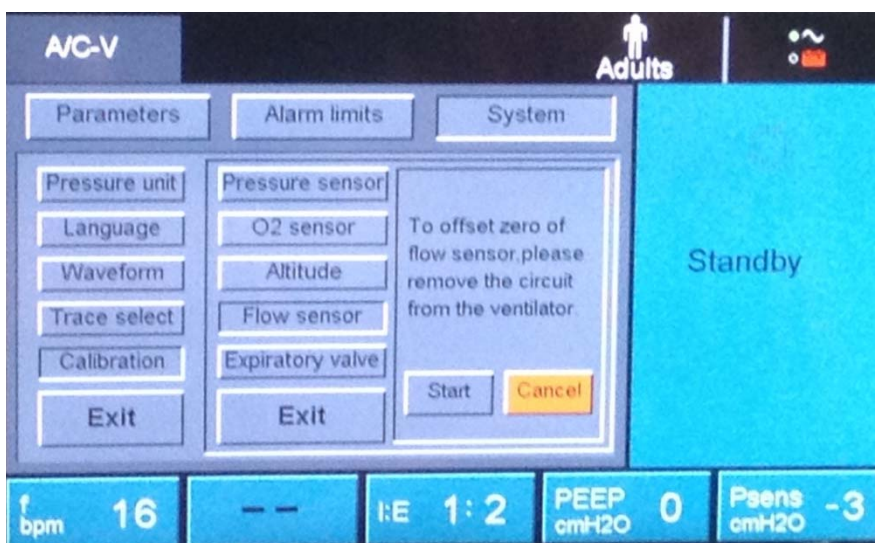 A/C-V
Adults
Parameters Alarm limits System
Pressure unit
Language
Waveform
Trace select
Calibration
Exit
Pressure sensor
O2 sensor
Altitude
Flow sensor
Expiratory valve
Exit
To offset zero of
flow sensor,please
remove the circuit
from the ventilator.
Start Cancel
Standby
f bpm 16
--
I:E 1:2
PEEP cmH2O 0
Psens cmH2O -3